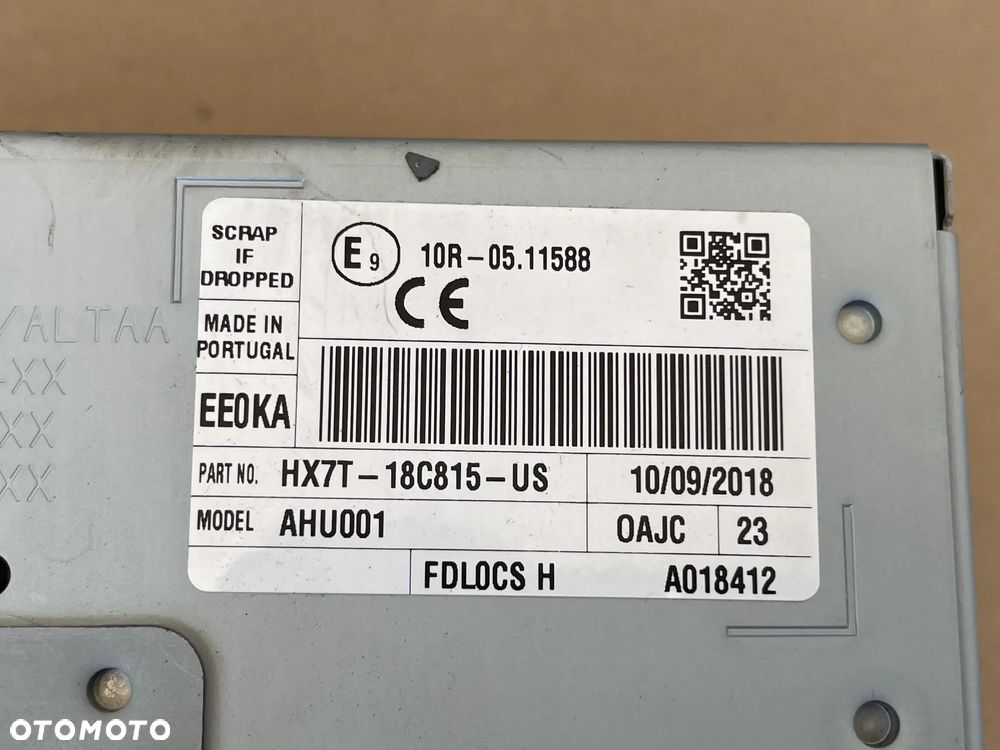 SCRAP
IF
DROPPED
E9
10R-05.11588
CE
MADE IN
PORTUGAL
EE0KA
PART NO. HX7T-18C815-US 10/09/2018
MODEL AHU001 OAJC 23
FDL0CS H A018412
/ALTAA
-XX
XX
XX
OTOMOTO